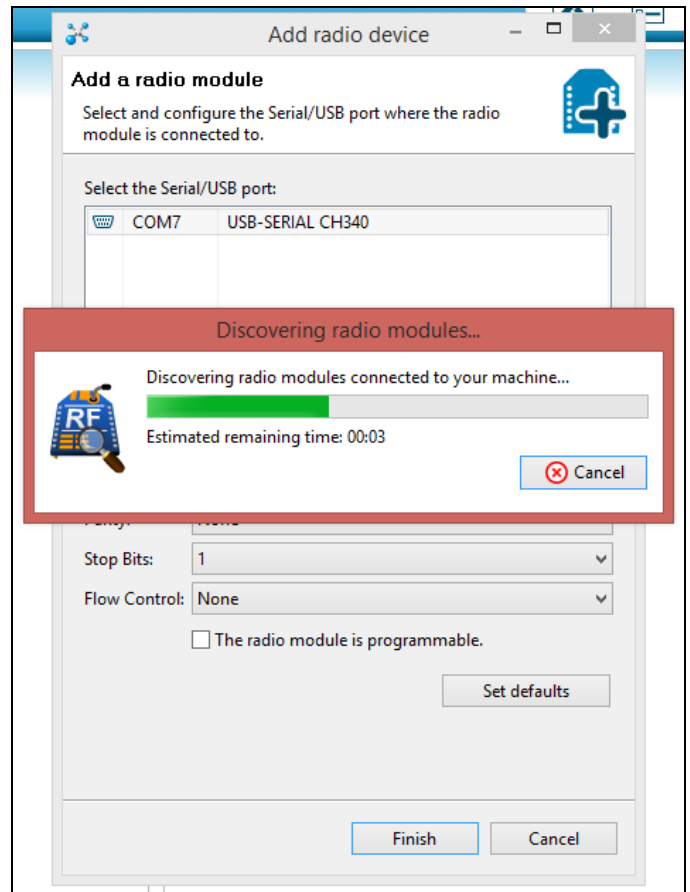 Add radio device
Add a radio module
Select and configure the Serial/USB port where the radio
module is connected to.
Select the Serial/USB port:
COM7 USB-SERIAL CH340
Discovering radio modules...
Discovering radio modules connected to your machine...
RF
Estimated remaining time: 00:03
Cancel
Stop Bits: 1
Flow Control: None
The radio module is programmable.
Set defaults
Finish Cancel